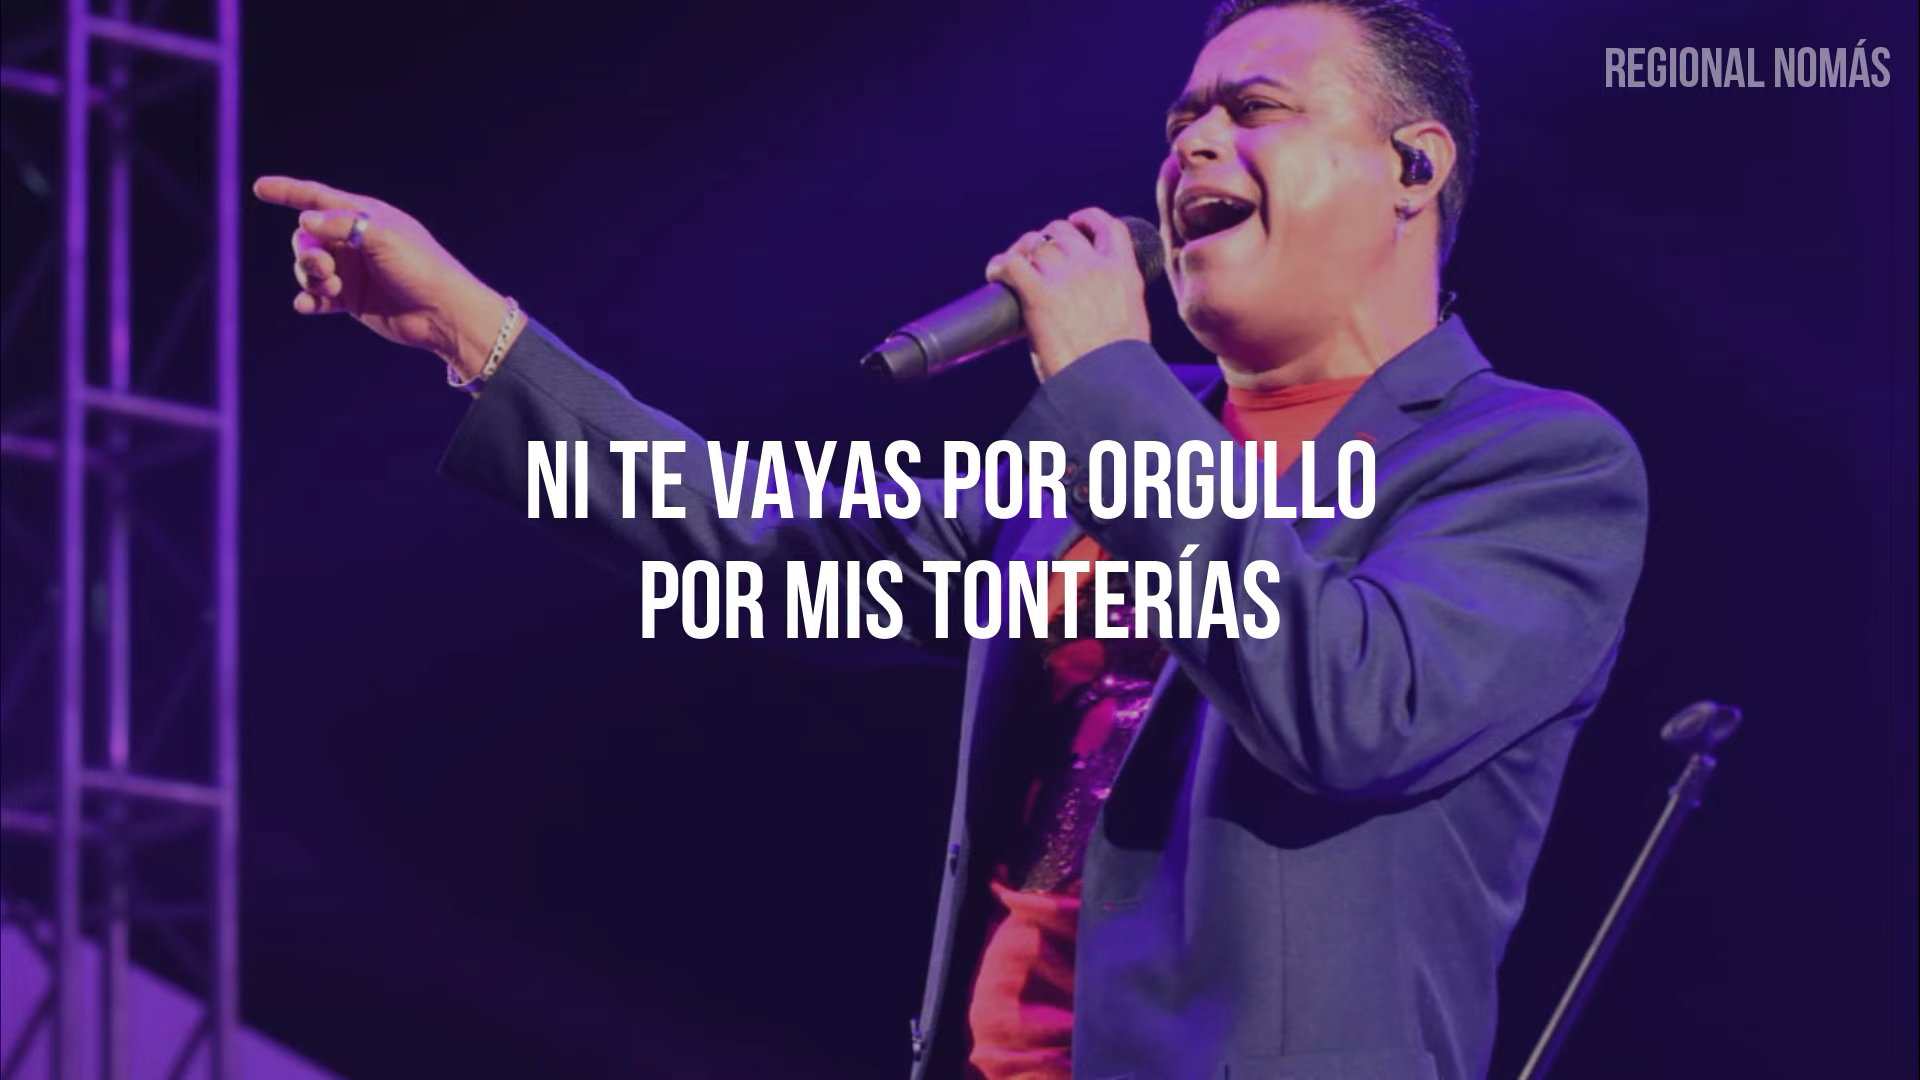 REGIONAL NOMÁS
NI TE VAYAS POR ORGULLO
POR MIS TONTERÍAS